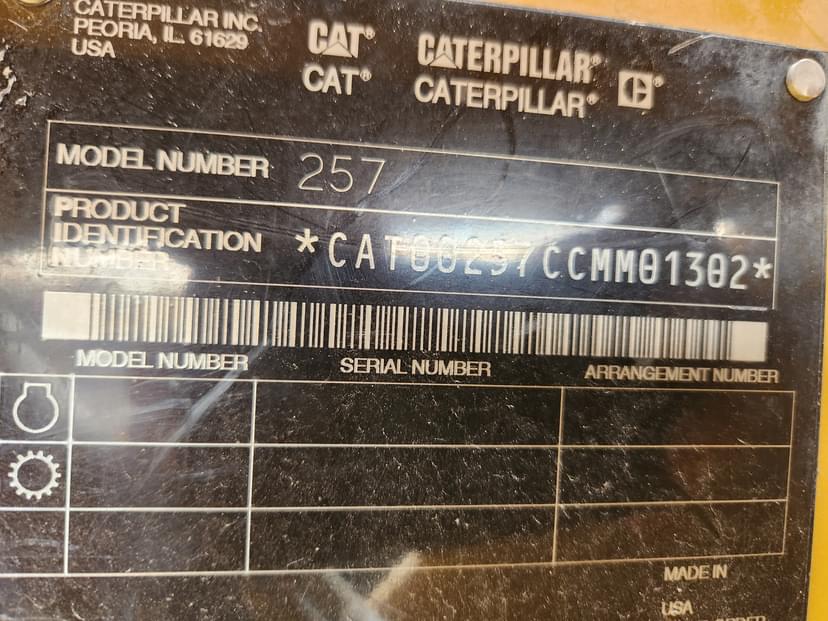 CATERPILLAR INC.
PEORIA, IL. 61629
USA
CAT®
CAT®
CATERPILLAR®
CATERPILLAR®
C®
MODEL NUMBER 257
PRODUCT
IDENTIFICATION
NUMBER
*CAT00257CCMM01302*
MODEL NUMBER SERIAL NUMBER ARRANGEMENT NUMBER
MADE IN
USA
ORDER